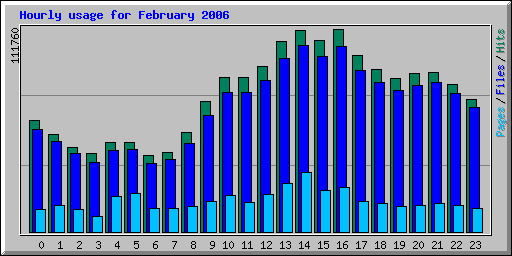 Hourly usage for February 2006
111760
Pages / Files / Hits
0 1 2 3 4 5 6 7 8 9 10 11 12 13 14 15 16 17 18 19 20 21 22 23